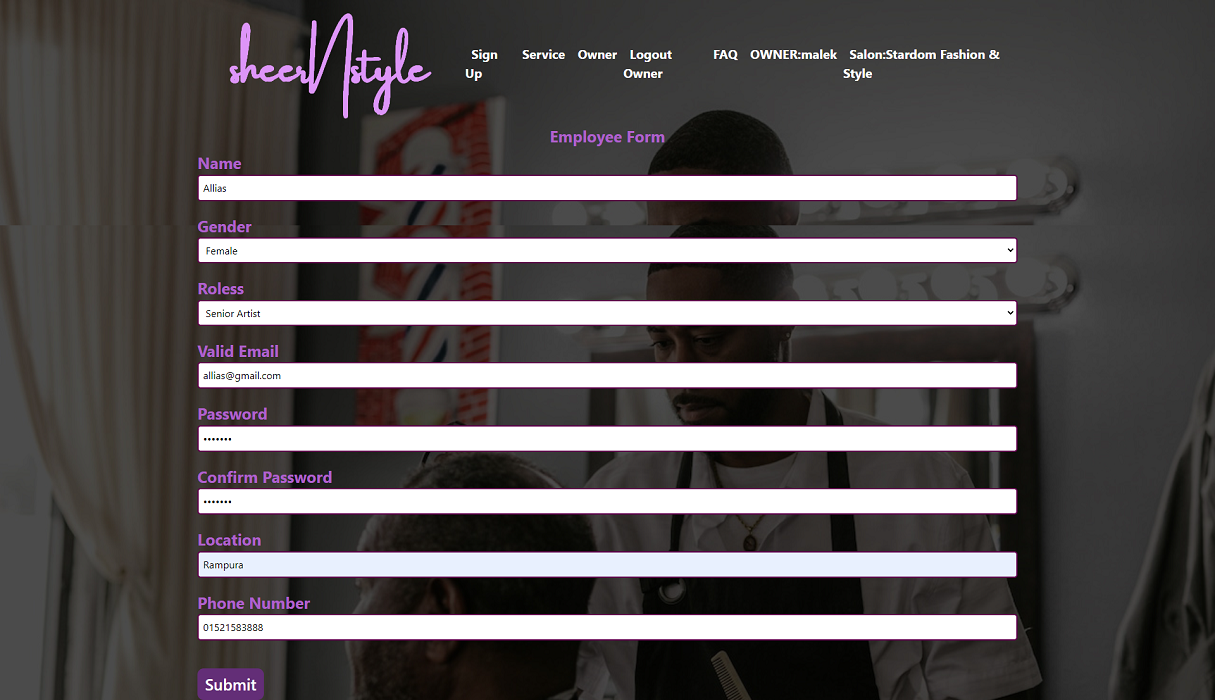 sheerNstyle
Sign Service Owner Logout FAQ OWNER:malek Salon:Stardom Fashion &
Up Owner Style
Employee Form
Name
Allias
Gender
Female
Roless
Senior Artist
Valid Email
allias@gmail.com
Password
•••••••
Confirm Password
•••••••
Location
Rampura
Phone Number
01521583888
Submit